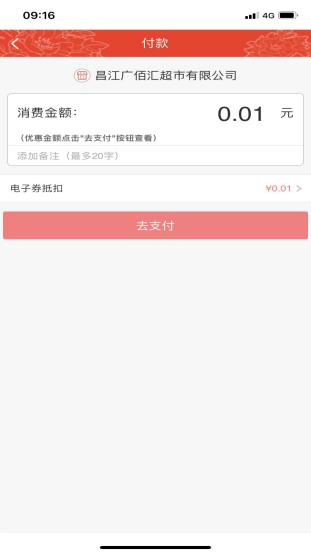 09:16
4G
付款
昌江广佰汇超市有限公司
消费金额: 0.01 元
(优惠金额点击"去支付"按钮查看)
添加备注（最多20字）
电子券抵扣 ¥0.01 >
去支付